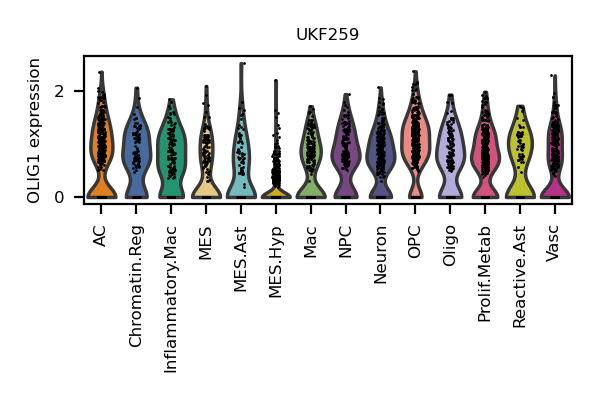 UKF259
OLIG1 expression
2
0
AC
Chromatin.Reg
Inflammatory.Mac
MES
MES.Ast
MES.Hyp
Mac
NPC
Neuron
OPC
Oligo
Prolif.Metab
Reactive.Ast
Vasc